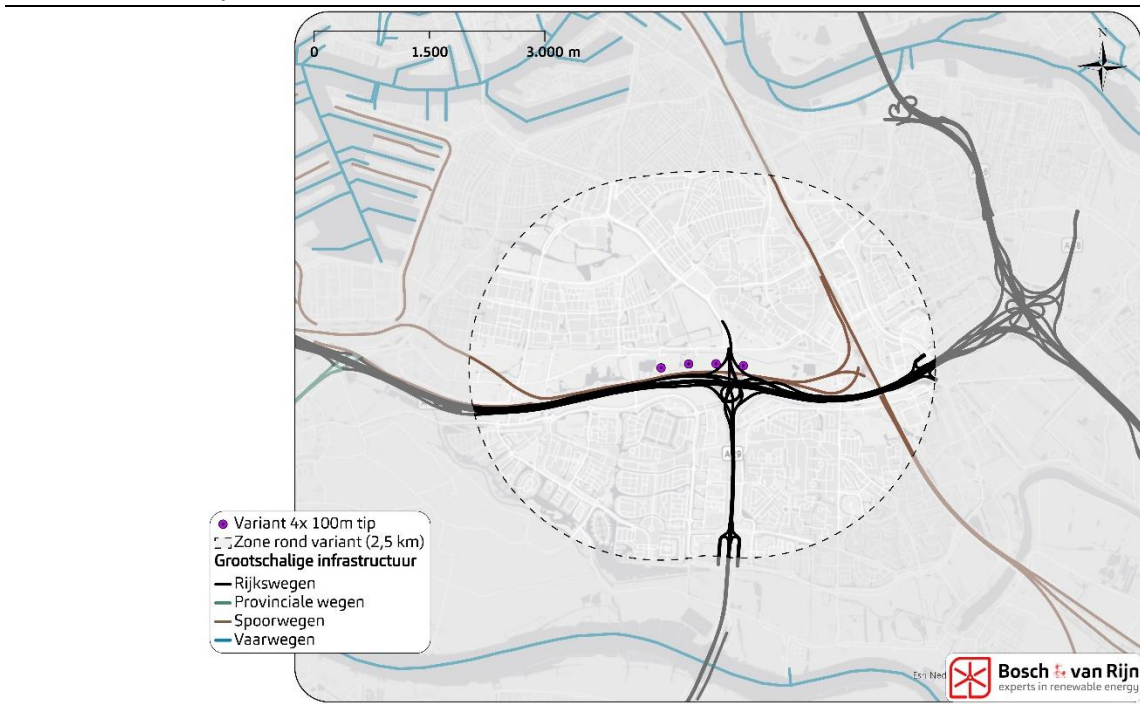 0 1.500 3.000 m
N
Variant 4x 100m tip
Zone rond variant (2,5 km)
Grootschalige infrastructuur
Rijkswegen
Provinciale wegen
Spoorwegen
Vaarwegen
Esri Ned
Bosch & van Rijn
experts in renewable energy